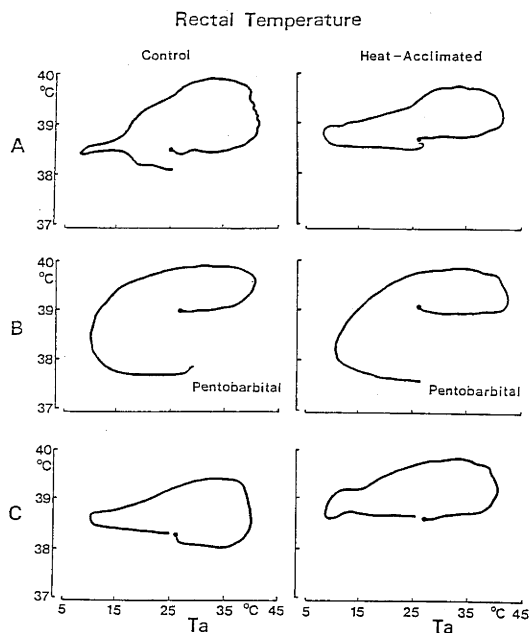 Rectal Temperature
Control
Heat-Acclimated
A
40
°C
39
38
37
B
40
°C
39
38
37
Pentobarbital
Pentobarbital
C
40
°C
39
38
37
5 15 25 35 °C 45
Ta
5 15 25 35 °C 45
Ta